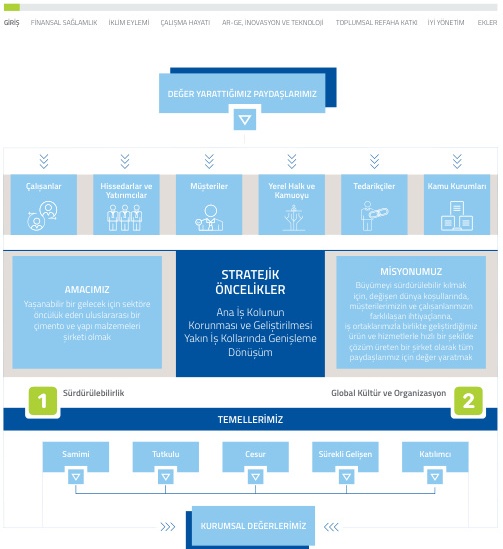 GİRİŞ FİNANSAL SAĞLAMLIK İKLİM EYLEMİ ÇALIŞMA HAYATI AR-GE, İNOVASYON VE TEKNOLOJİ TOPLUMSAL REFAHA KATKI İYİ YÖNETİM EKLER
DEĞER YARATTIĞIMIZ PAYDAŞLARIMIZ
Çalışanlar
Hissedarlar ve
Yatırımcılar
Müşteriler
Yerel Halk ve
Kamuoyu
Tedarikçiler
Kamu Kurumları
AMACIMIZ
Yaşanabilir bir gelecek için sektöre
öncülük eden uluslararası bir
çimento ve yapı malzemeleri
şirketi olmak
STRATEJİK
ÖNCELİKLER
Ana İş Kolunun
Korunması ve Geliştirilmesi
Yakın İş Kollarında Genişleme
Dönüşüm
MİSYONUMUZ
Büyümeyi sürdürülebilir kılmak
için, değişen dünya koşullarında,
müşterilerimizin ve çalışanlarımızın
farklılaşan ihtiyaçlarına,
iş ortaklarımızla birlikte geliştirdiğimiz
ürün ve hizmetlerle hızlı bir şekilde
çözüm üreten bir şirket olarak tüm
paydaşlarımız için değer yaratmak
1 Sürdürülebilirlik
Global Kültür ve Organizasyon 2
TEMELLERİMİZ
Samimi
Tutkulu
Cesur
Sürekli Gelişen
Katılımcı
KURUMSAL DEĞERLERİMİZ